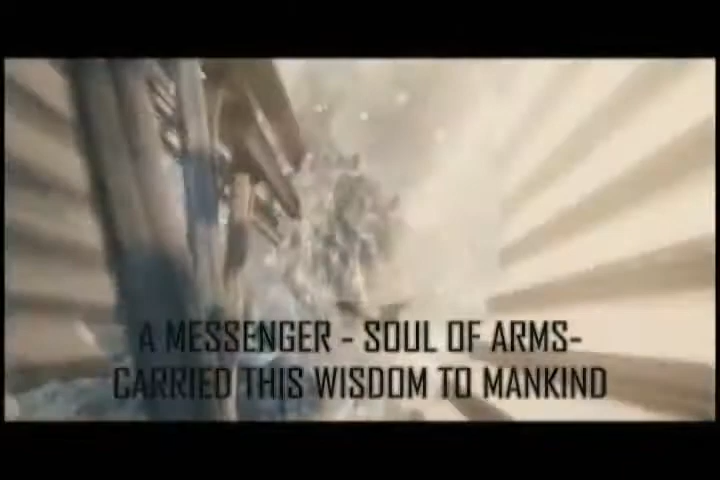 A MESSENGER - SOUL OF ARMS-
CARRIED THIS WISDOM TO MANKIND